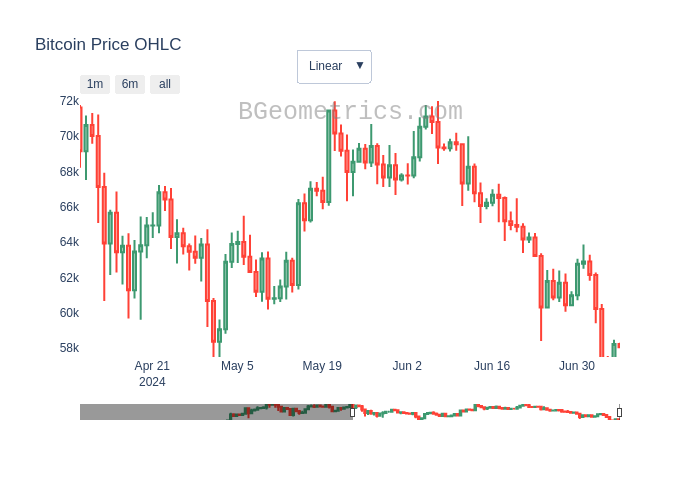 Bitcoin Price OHLC
Linear ▼
1m 6m all
BGeometrics.com
72k
70k
68k
66k
64k
62k
60k
58k
Apr 21 May 5 May 19 Jun 2 Jun 16 Jun 30
2024